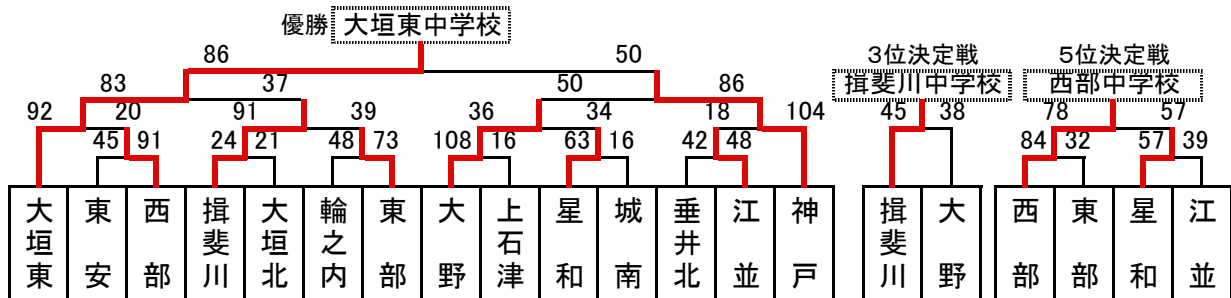 優勝 大垣東中学校
3位決定戦 5位決定戦
揖斐川中学校 西部中学校
86 50
83 37 50 86
92 20 91 39 36 34 18 104 45 38 78 57
45 91 24 21 48 73 108 16 63 16 42 48 84 32 57 39
大垣東 東安 西部 揖斐川 大垣北 輪之内 東部 大野 上石津 星和 城南 垂井北 江並 神戸 揖斐川 大野 西部 東部 星和 江並